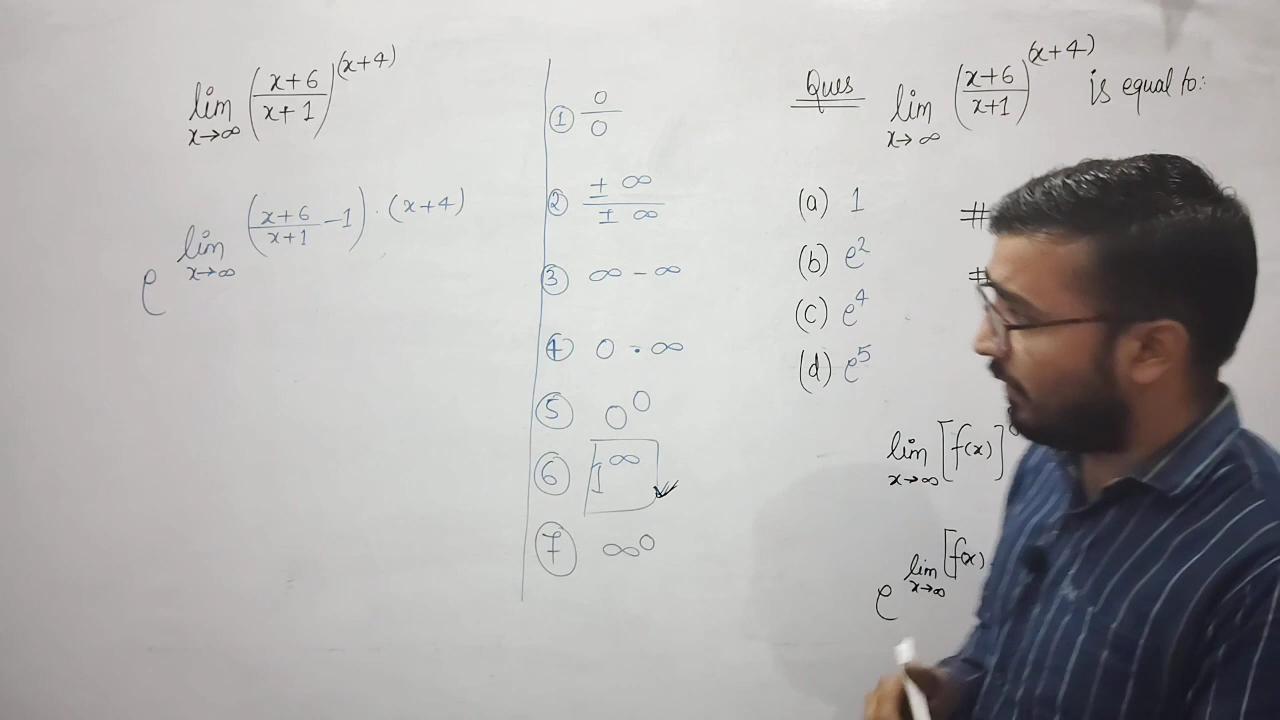 lim x→∞ ((x+6)/(x+1))^(x+4)
e^(lim x→∞ ((x+6)/(x+1) −1)·(x+4))
① 0/0
② ±∞/±∞
③ ∞−∞
④ 0·∞
⑤ 0^0
⑥ 1^∞
⑦ ∞^0
Ques lim x→∞ ((x+6)/(x+1))^(x+4) is equal to:
(a) 1 #
(b) e^2 #
(c) e^4
(d) e^5
lim x→∞ [f(x)]
e^(lim x→∞ [f(x)